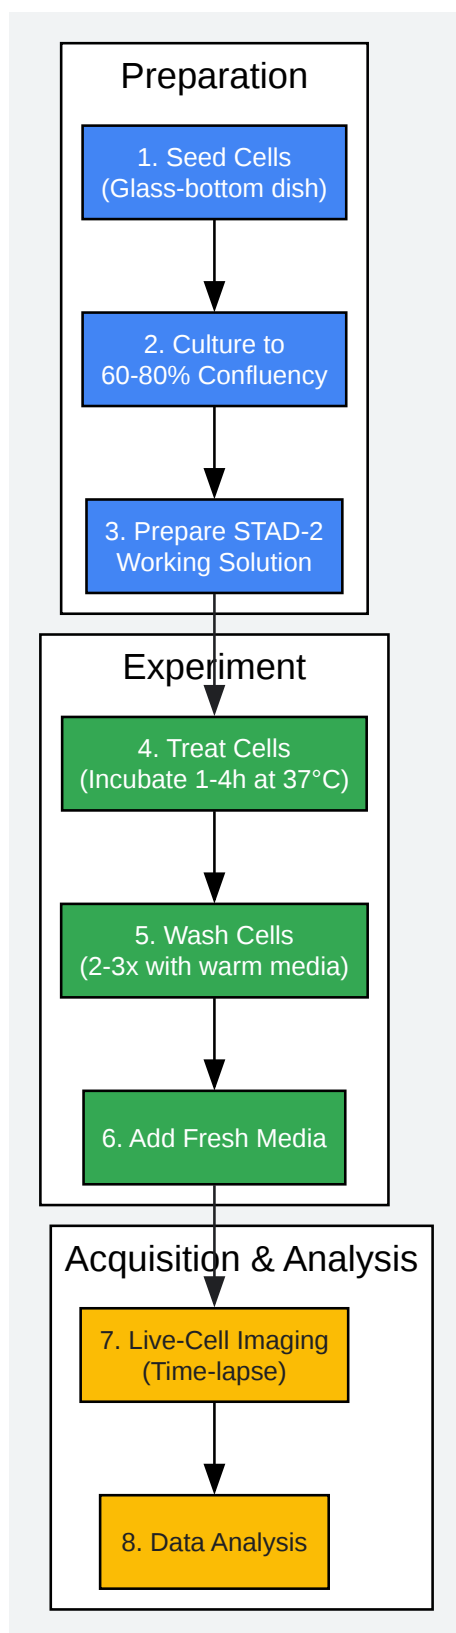 Preparation
1. Seed Cells
(Glass-bottom dish)
2. Culture to
60-80% Confluency
3. Prepare STAD-2
Working Solution
Experiment
4. Treat Cells
(Incubate 1-4h at 37°C)
5. Wash Cells
(2-3x with warm media)
6. Add Fresh Media
Acquisition & Analysis
7. Live-Cell Imaging
(Time-lapse)
8. Data Analysis